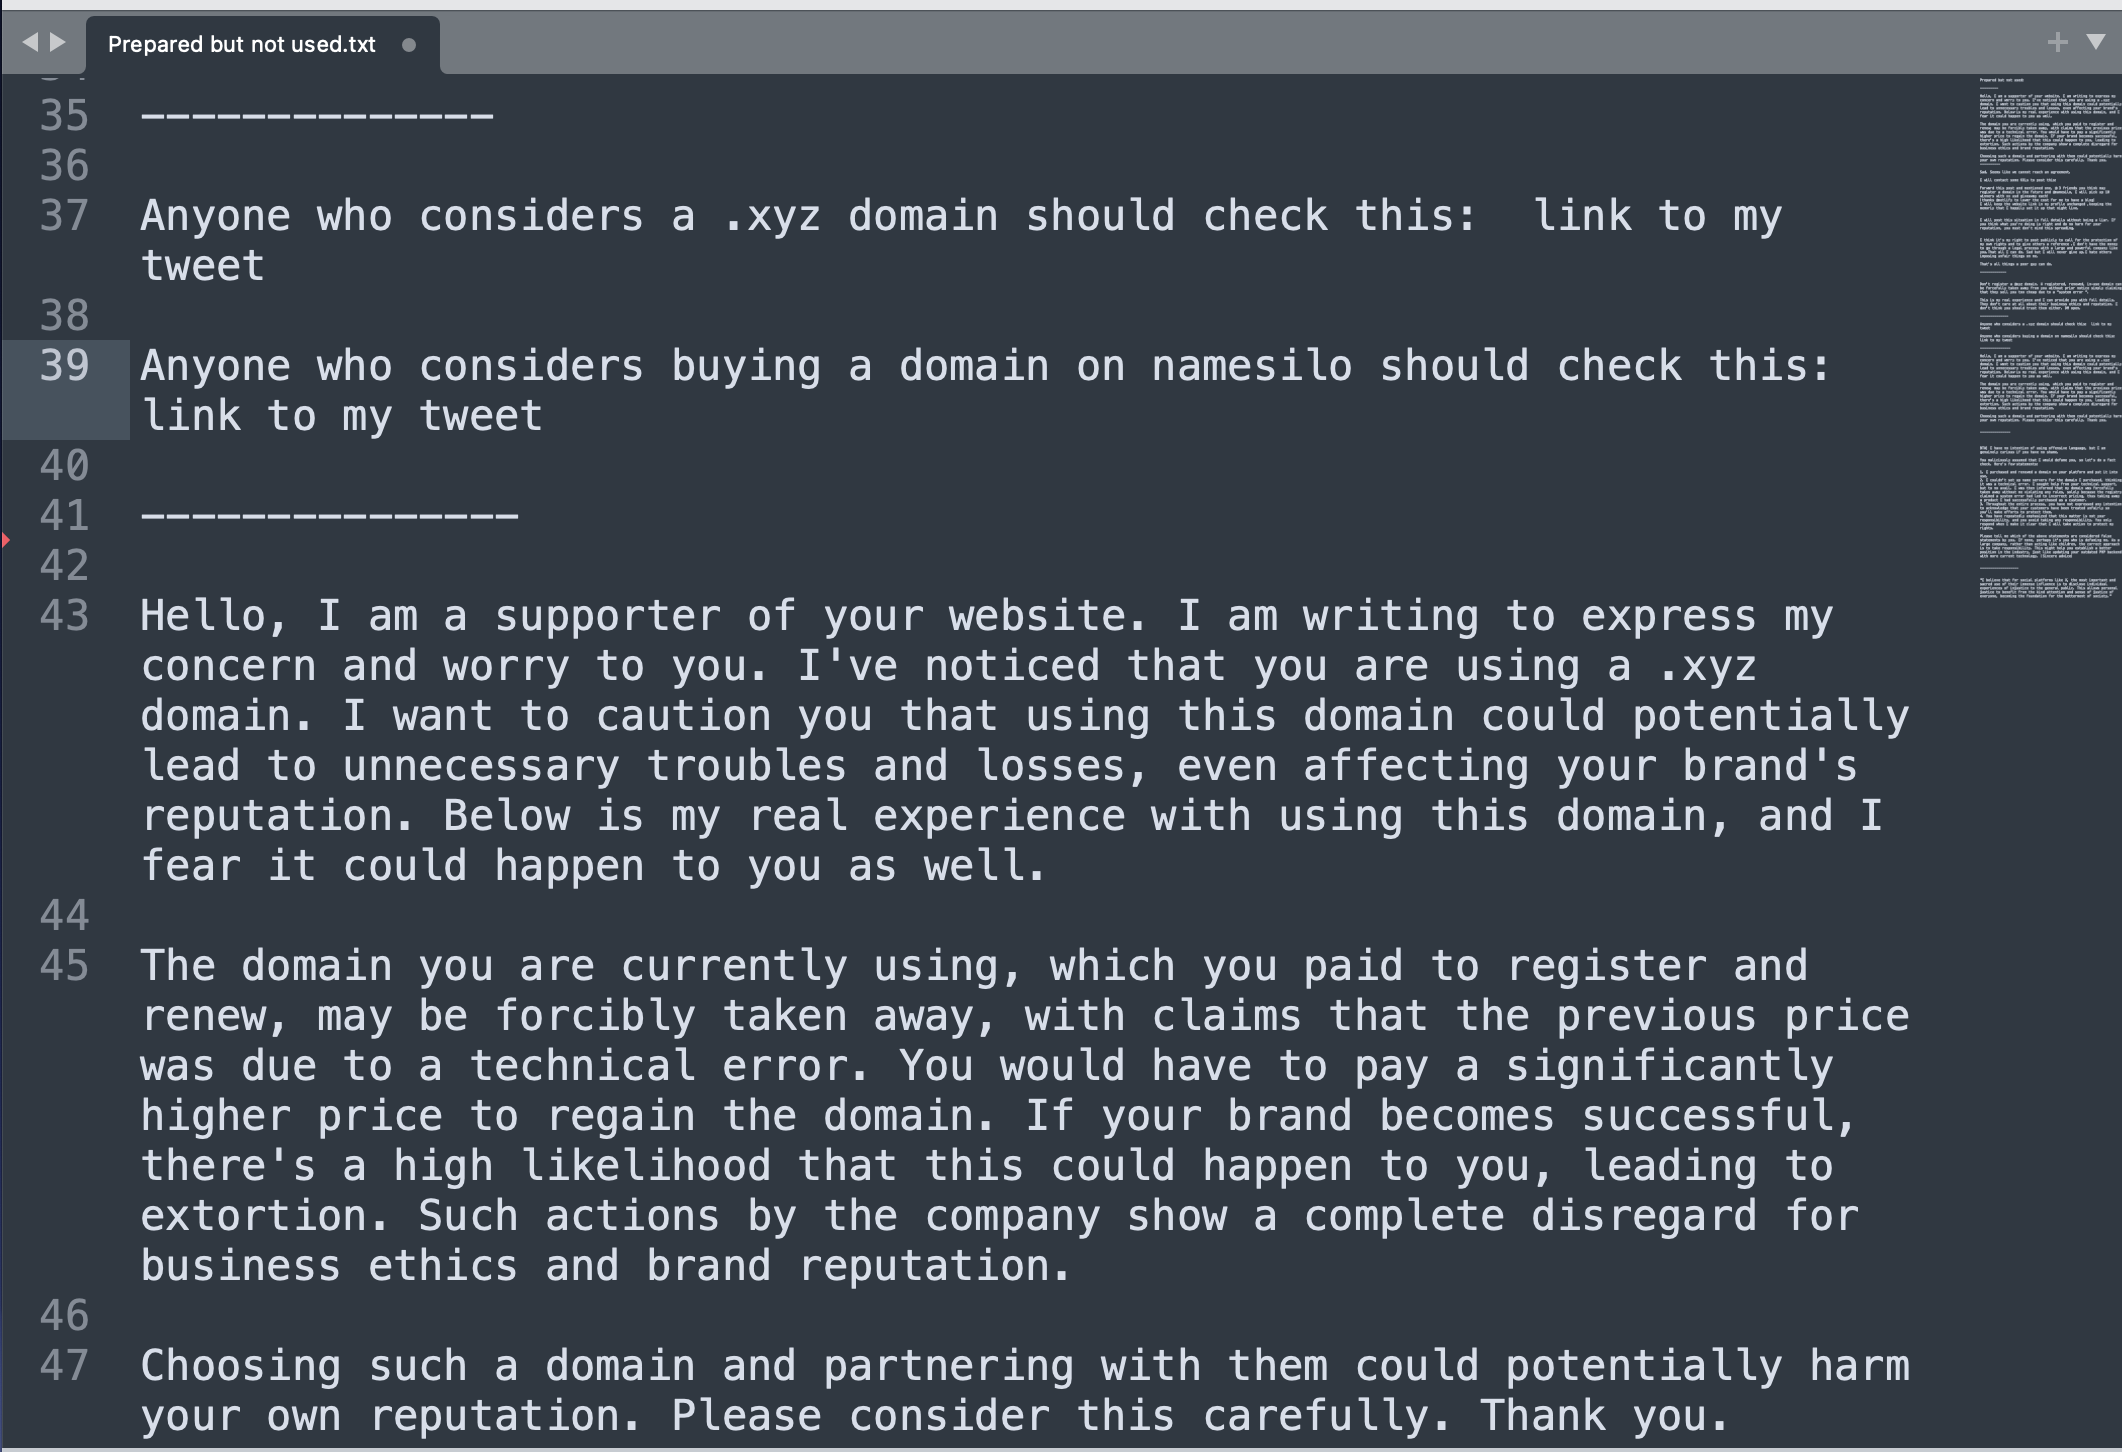 Prepared but not used.txt
35 --------------
36
37 Anyone who considers a .xyz domain should check this:  link to my
tweet
38
39 Anyone who considers buying a domain on namesilo should check this:
link to my tweet
40
41 ---------------
42
43 Hello, I am a supporter of your website. I am writing to express my
concern and worry to you. I've noticed that you are using a .xyz
domain. I want to caution you that using this domain could potentially
lead to unnecessary troubles and losses, even affecting your brand's
reputation. Below is my real experience with using this domain, and I
fear it could happen to you as well.
44
45 The domain you are currently using, which you paid to register and
renew, may be forcibly taken away, with claims that the previous price
was due to a technical error. You would have to pay a significantly
higher price to regain the domain. If your brand becomes successful,
there's a high likelihood that this could happen to you, leading to
extortion. Such actions by the company show a complete disregard for
business ethics and brand reputation.
46
47 Choosing such a domain and partnering with them could potentially harm
your own reputation. Please consider this carefully. Thank you.